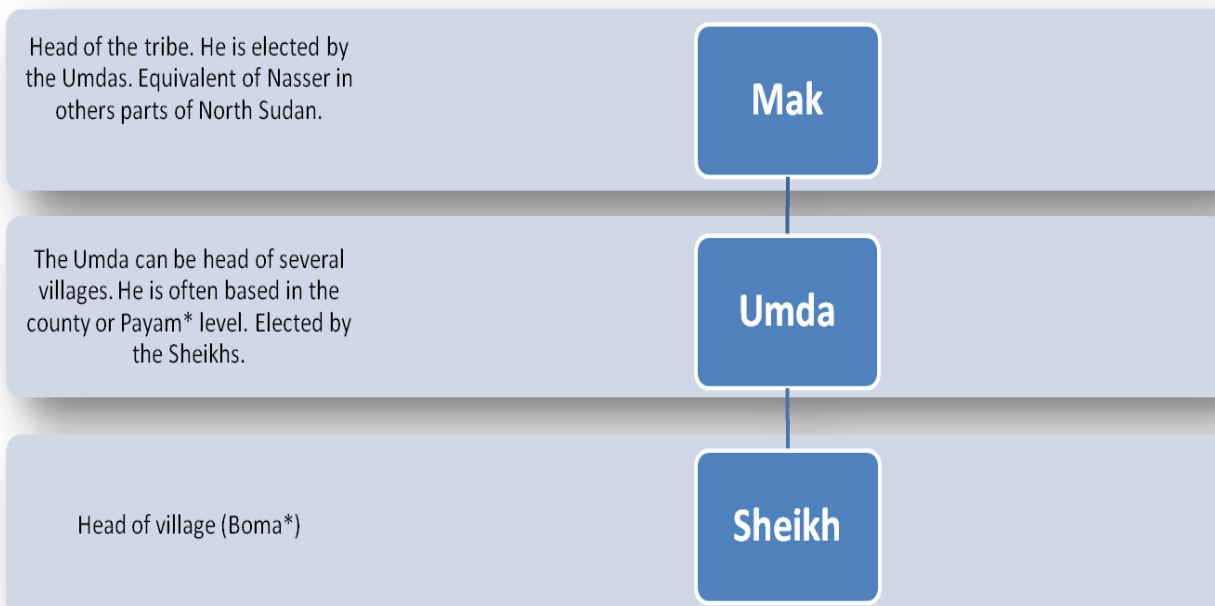 Head of the tribe. He is elected by
the Umdas. Equivalent of Nasser in
others parts of North Sudan.
Mak
The Umda can be head of several
villages. He is often based in the
county or Payam* level. Elected by
the Sheikhs.
Umda
Head of village (Boma*)
Sheikh